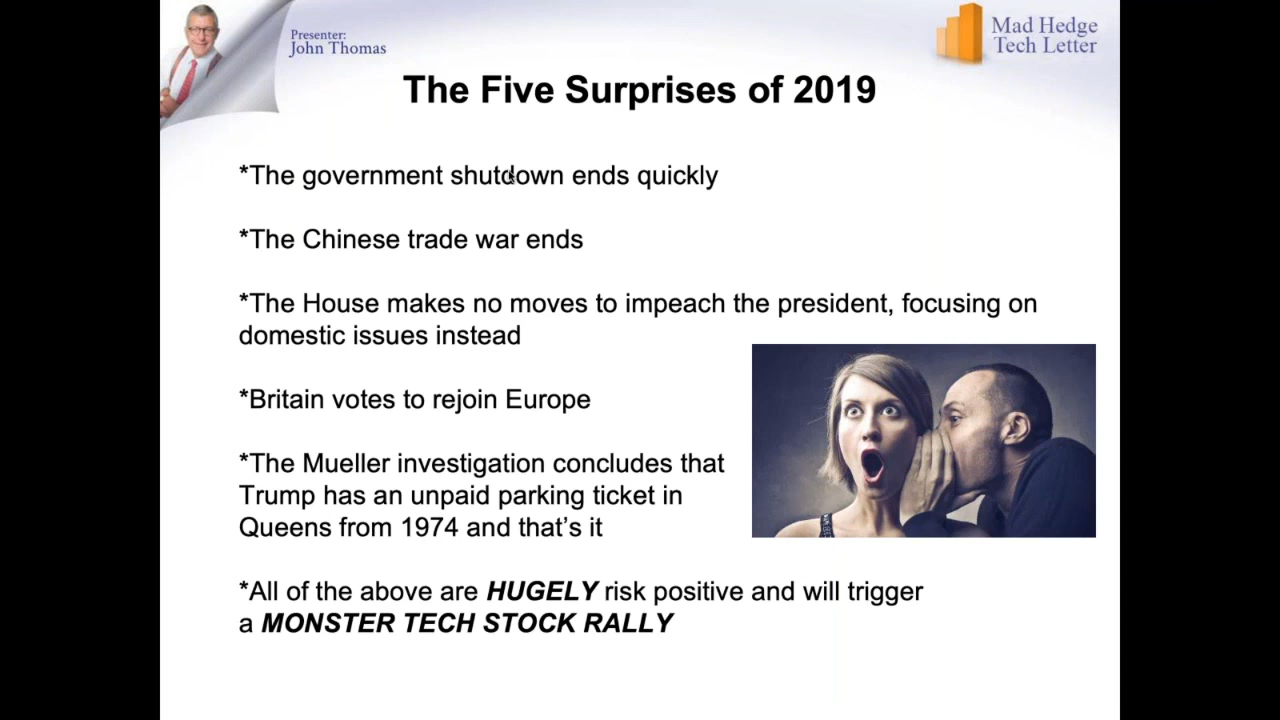 Presenter:
John Thomas
Mad Hedge
Tech Letter
The Five Surprises of 2019
*The government shutdown ends quickly
*The Chinese trade war ends
*The House makes no moves to impeach the president, focusing on
domestic issues instead
*Britain votes to rejoin Europe
*The Mueller investigation concludes that
Trump has an unpaid parking ticket in
Queens from 1974 and that’s it
*All of the above are HUGELY risk positive and will trigger
a MONSTER TECH STOCK RALLY